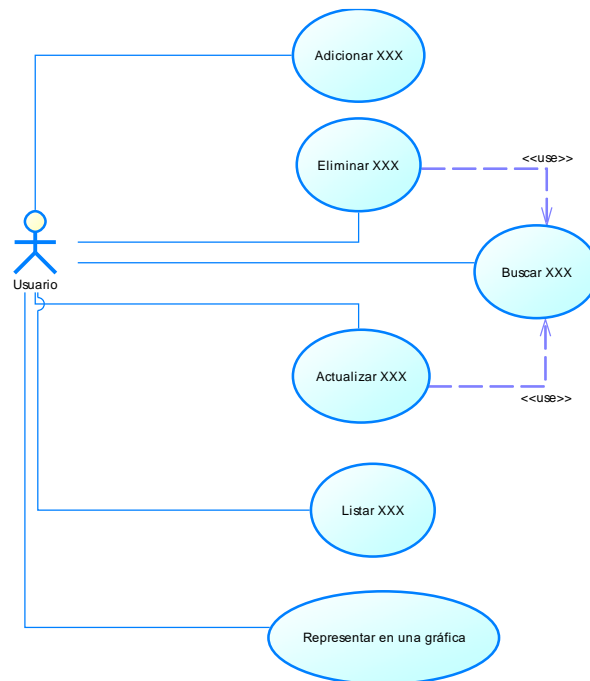 Adicionar XXX
Eliminar XXX
<<use>>
Usuario
Buscar XXX
Actualizar XXX
<<use>>
Listar XXX
Representar en una gráfica